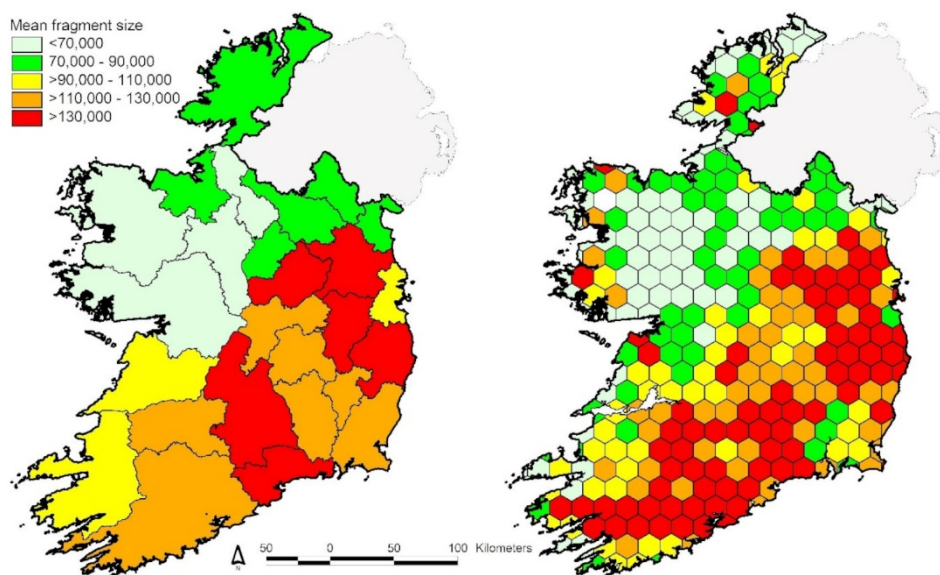 Mean fragment size
<70,000
70,000 - 90,000
>90,000 - 110,000
>110,000 - 130,000
>130,000
N
50 0 50 100 Kilometers